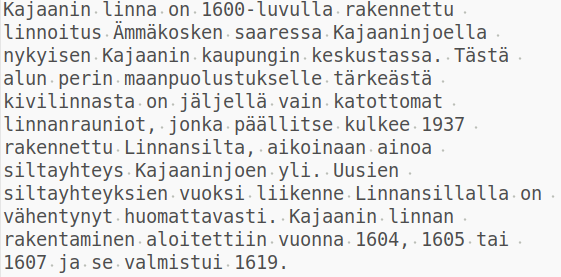 Kajaanin linna on 1600-luvulla rakennettu
linnoitus Ämmäkosken saaressa Kajaaninjoella
nykyisen Kajaanin kaupungin keskustassa. Tästä
alun perin maanpuolustukselle tärkeästä
kivilinnasta on jäljellä vain katottomat
linnanrauniot, jonka päällitse kulkee 1937
rakennettu Linnansilta, aikoinaan ainoa
siltayhteys Kajaaninjoen yli. Uusien
siltayhteyksien vuoksi liikenne Linnansillalla on
vähentynyt huomattavasti. Kajaanin linnan
rakentaminen aloitettiin vuonna 1604, 1605 tai
1607 ja se valmistui 1619.